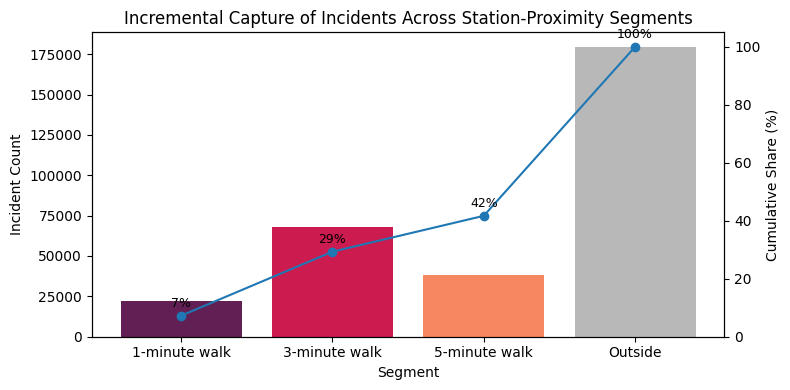 Incremental Capture of Incidents Across Station-Proximity Segments
Incident Count
175000
150000
125000
100000
75000
50000
25000
0
7%
29%
42%
100%
100
80
60
40
20
0
Cumulative Share (%)
1-minute walk
3-minute walk
5-minute walk
Outside
Segment